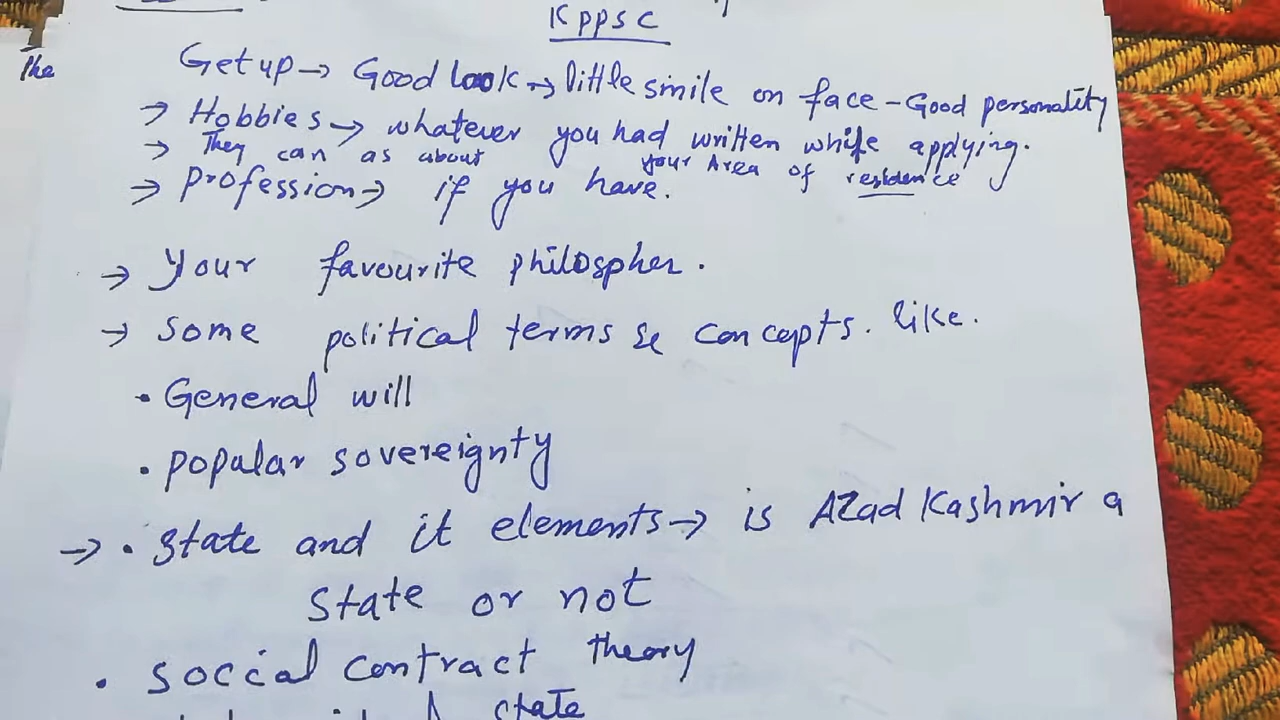 KPPSC
The
Getup → Good look → little smile on face - Good personality
→ Hobbies → whatever you had written while applying.
→ They can as about your Area of residence
→ Profession → if you have.
→ Your favourite philospher.
→ Some political terms & concepts. like.
• General will
• popular sovereignty
→ • State and it elements → is Azad Kashmir a
State or not
• Social contract theory
state